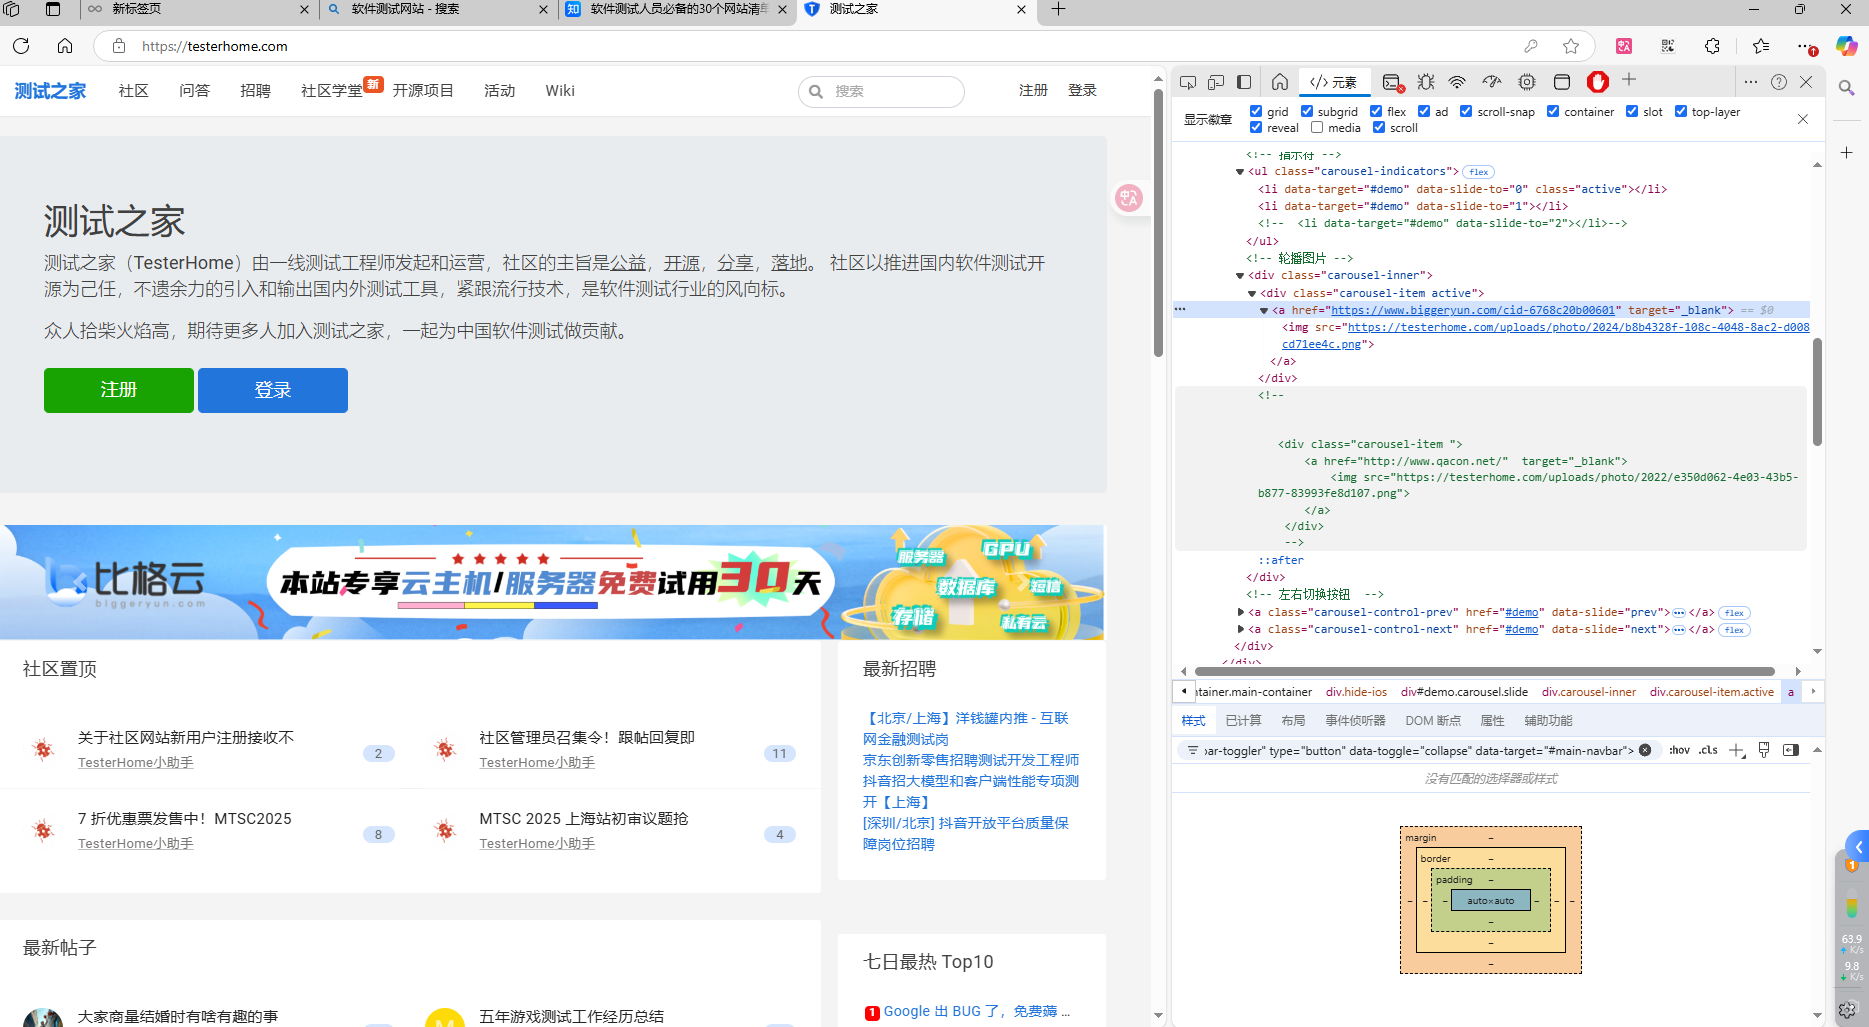 新标签页
软件测试网站 - 搜索
知
软件测试人员必备的30个网站清单
测试之家
https://testerhome.com
测试之家
社区
问答
招聘
社区学堂
新
开源项目
活动
Wiki
搜索
注册
登录
测试之家
测试之家（TesterHome）由一线测试工程师发起和运营，社区的主旨是公益，开源，分享，落地。 社区以推进国内软件测试开
源为己任，不遗余力的引入和输出国内外测试工具，紧跟流行技术，是软件测试行业的风向标。
众人拾柴火焰高，期待更多人加入测试之家，一起为中国软件测试做贡献。
注册
登录
比格云
biggeryun.com
本站专享云主机/服务器免费试用30天
服务器
GPU
数据库
短信
存储
私有云
社区置顶
关于社区网站新用户注册接收不
TesterHome小助手
2
社区管理员召集令！跟帖回复即
TesterHome小助手
11
7 折优惠票发售中！MTSC2025
TesterHome小助手
8
MTSC 2025 上海站初审议题抢
TesterHome小助手
4
最新招聘
【北京/上海】洋钱罐内推 - 互联
网金融测试岗
京东创新零售招聘测试开发工程师
抖音招大模型和客户端性能专项测
开【上海】
[深圳/北京] 抖音开放平台质量保
障岗位招聘
最新帖子
大家商量结婚时有啥有趣的事
M
五年游戏测试工作经历总结
七日最热 Top10
1 Google 出 BUG 了，免费薅 ...
</> 元素
显示徽章
grid
subgrid
flex
ad
scroll-snap
container
slot
top-layer
reveal
media
scroll
<!-- 指示符 -->
<ul class="carousel-indicators"> flex
<li data-target="#demo" data-slide-to="0" class="active"></li>
<li data-target="#demo" data-slide-to="1"></li>
<!--  <li data-target="#demo" data-slide-to="2"></li>-->
</ul>
<!-- 轮播图片 -->
<div class="carousel-inner">
<div class="carousel-item active">
<a href="https://www.biggeryun.com/cid-6768c20b00601" target="_blank"> == $0
<img src="https://testerhome.com/uploads/photo/2024/b8b4328f-108c-4048-8ac2-d008
cd71ee4c.png">
</a>
</div>
<!--
<div class="carousel-item ">
<a href="http://www.qacon.net/"  target="_blank">
<img src="https://testerhome.com/uploads/photo/2022/e350d062-4e03-43b5-
b877-83993fe8d107.png">
</a>
</div>
-->
::after
</div>
<!-- 左右切换按钮  -->
<a class="carousel-control-prev" href="#demo" data-slide="prev">…</a> flex
<a class="carousel-control-next" href="#demo" data-slide="next">…</a> flex
</div>
</div>
ntainer.main-container
div.hide-ios
div#demo.carousel.slide
div.carousel-inner
div.carousel-item.active
a
样式
已计算
布局
事件侦听器
DOM 断点
属性
辅助功能
bar-toggler" type="button" data-toggle="collapse" data-target="#main-navbar">
:hov
.cls
没有匹配的选择器或样式
margin
border
padding
auto×auto
1
63.9
K/s
9.8
K/s